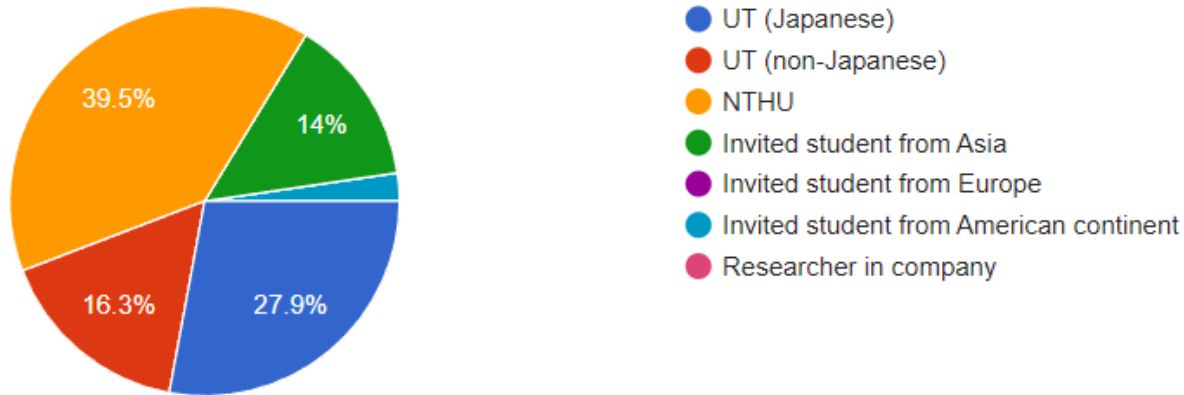 39.5%
14%
16.3%
27.9%
UT (Japanese)
UT (non-Japanese)
NTHU
Invited student from Asia
Invited student from Europe
Invited student from American continent
Researcher in company